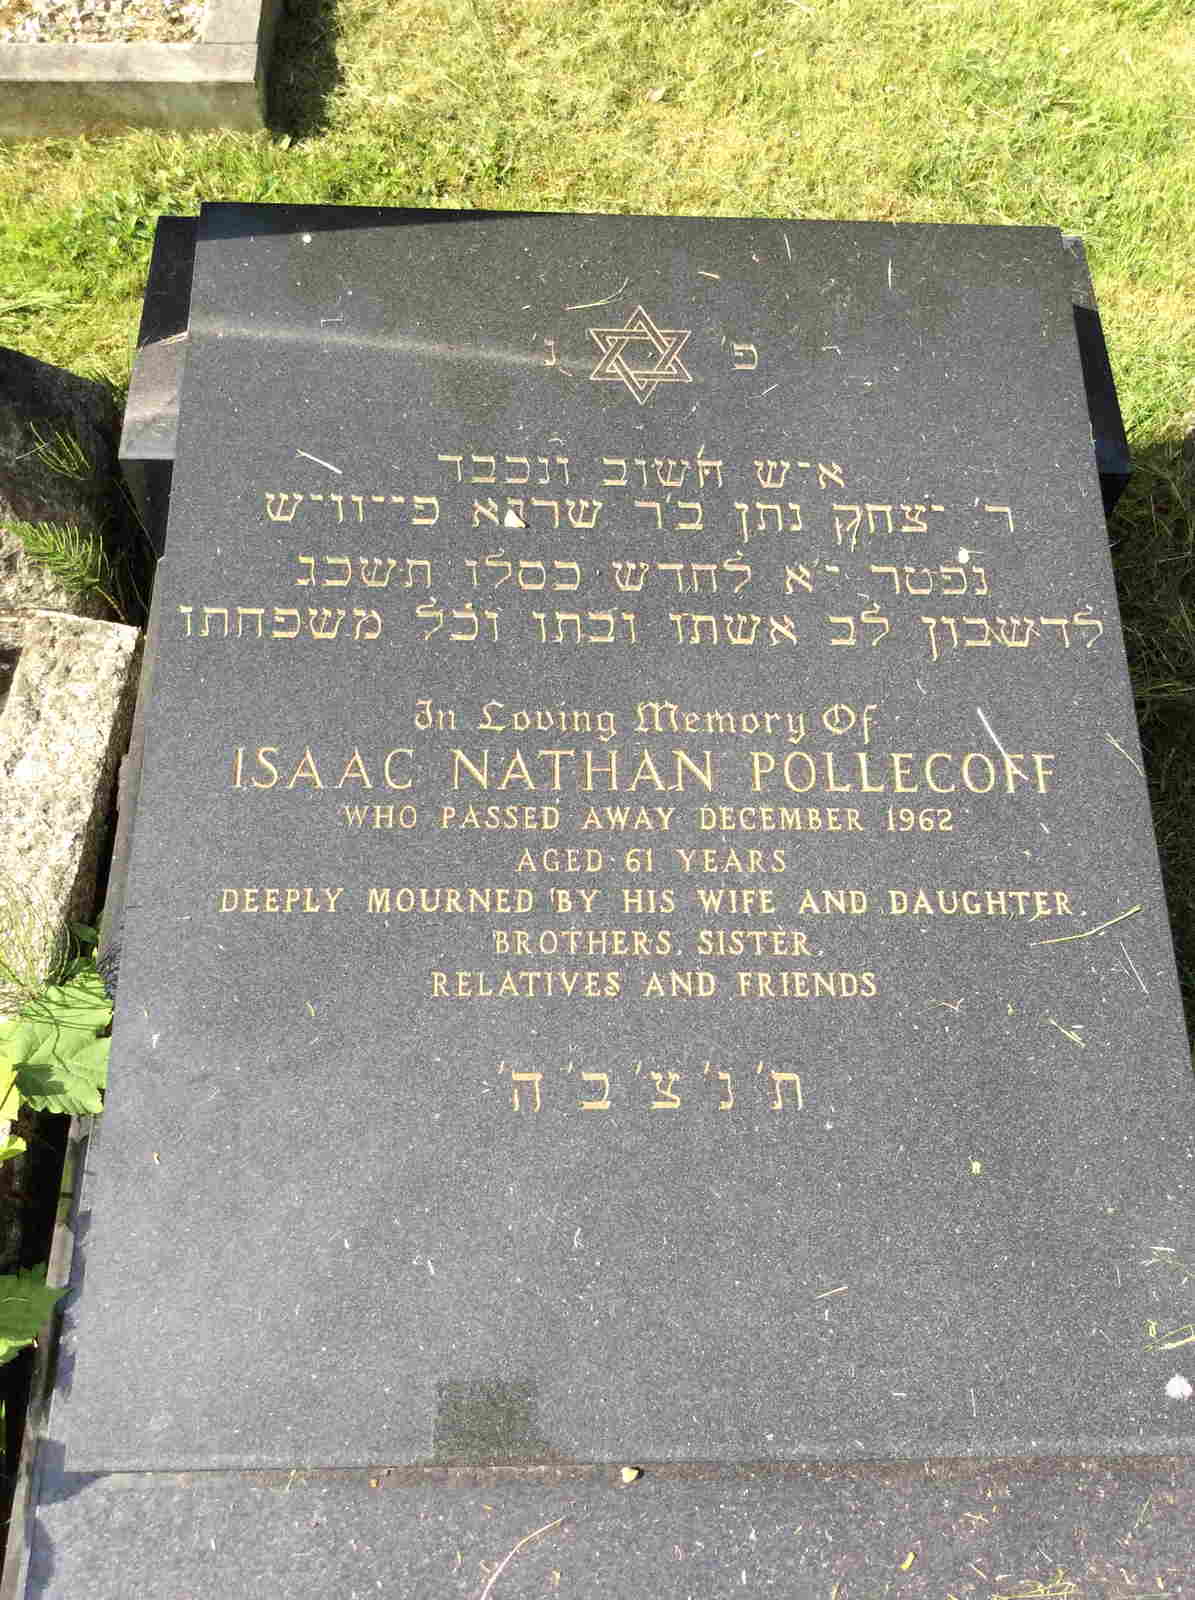 פ' נ'
איש חשוב ונכבד
ר' יצחק נתן ב'ר שרגא פייוויש
נפטר י'א לחדש כסלו תשכג
לדשבון לב אשתו ובתו וכל משפחתו
In Loving Memory Of
ISAAC NATHAN POLLECOFF
WHO PASSED AWAY DECEMBER 1962
AGED 61 YEARS
DEEPLY MOURNED BY HIS WIFE AND DAUGHTER,
BROTHERS, SISTER,
RELATIVES AND FRIENDS
ת' נ' צ' ב' ה'